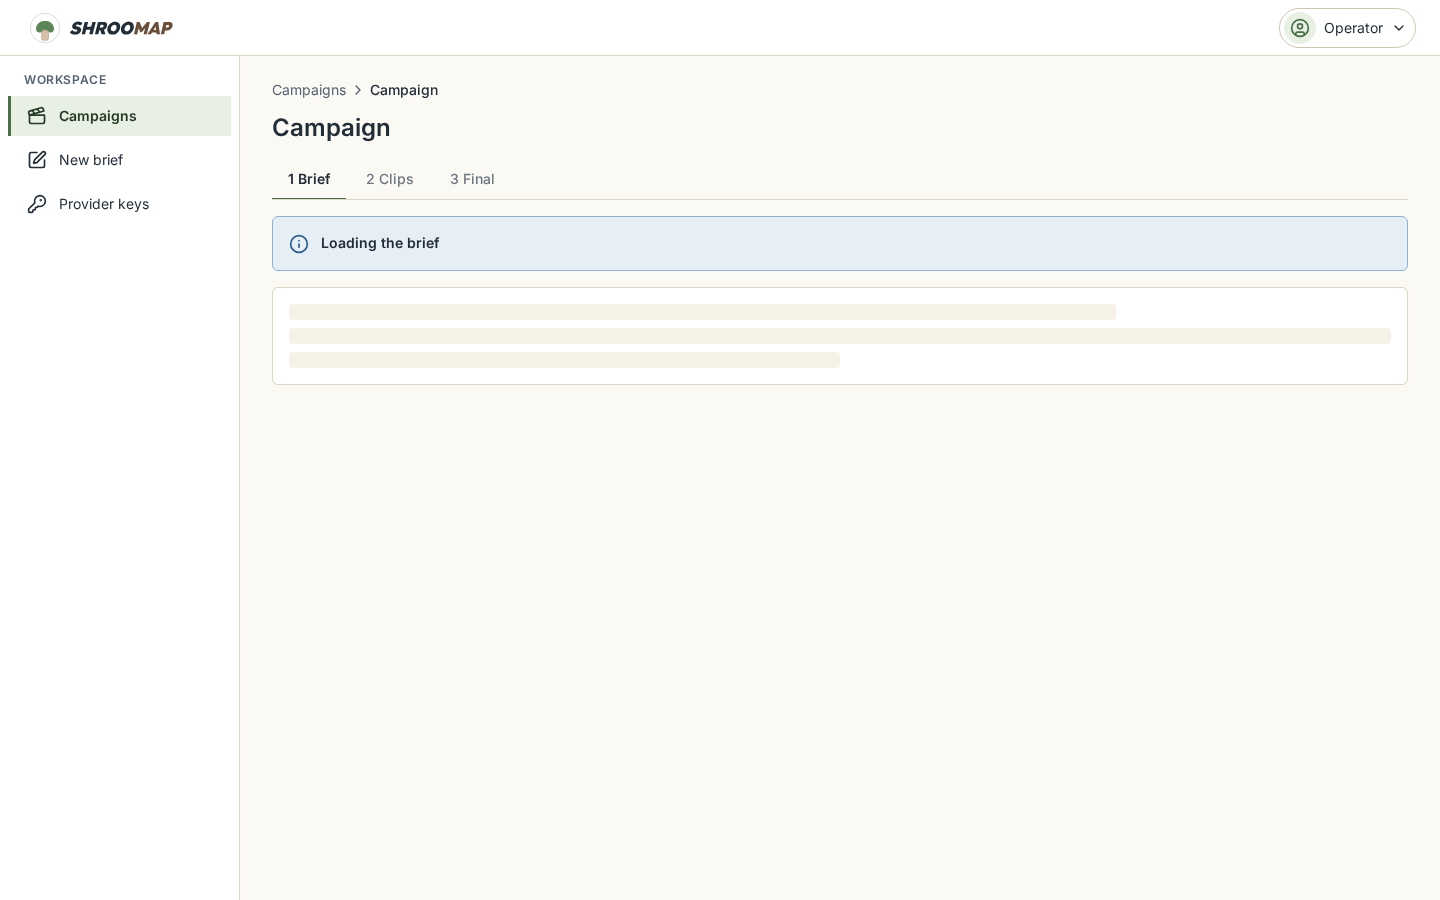 SHROOMAP
Operator
WORKSPACE
Campaigns
New brief
Provider keys
Campaigns > Campaign
Campaign
1 Brief 2 Clips 3 Final
Loading the brief